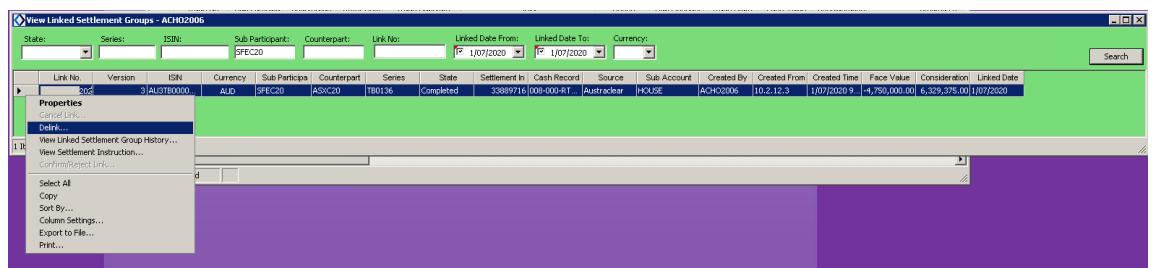 View Linked Settlement Groups - ACHO2006
State: Series: ISIN: Sub Participant: Counterpart: Link No: Linked Date From: Linked Date To: Currency:
SFEC20 1/07/2020 1/07/2020
Search
Link No. Version ISIN Currency Sub Participa Counterpart Series State Settlement In Cash Record Source Sub Account Created By Created From Created Time Face Value Consideration Linked Date
202 3 AU3TB0000... AUD SFEC20 ASXC20 TB0136 Completed 33889716 008-000-RT... Austraclear HOUSE ACHO2006 10.2.12.3 1/07/2020 9... -4,750,000.00 6,329,375.00 1/07/2020
Properties
Cancel Link...
Delink...
View Linked Settlement Group History...
1 It
View Settlement Instruction...
Confirm/Reject Link...
d
Select All
Copy
Sort By...
Column Settings...
Export to File...
Print...